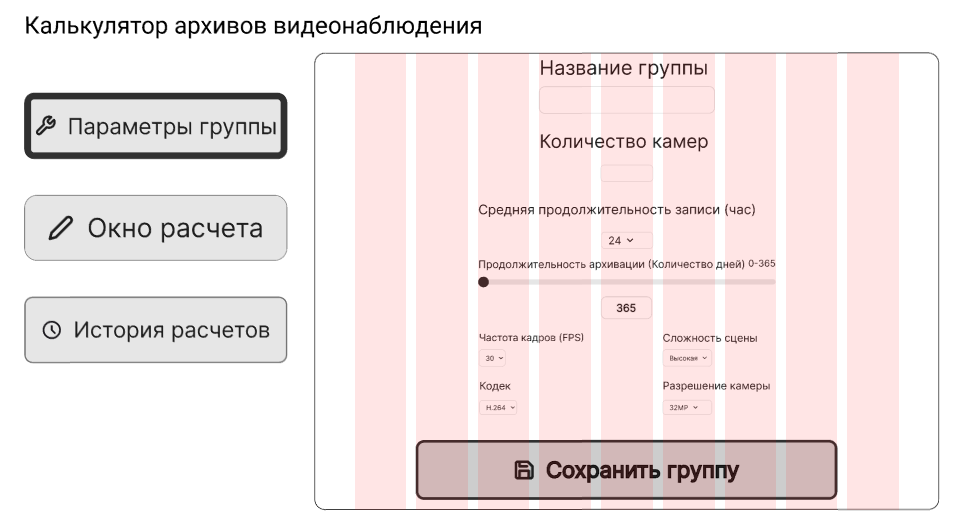 Калькулятор архивов видеонаблюдения
Параметры группы
Окно расчета
История расчетов
Название группы
Количество камер
Средняя продолжительность записи (час)
24
Продолжительность архивации (Количество дней) 0-365
365
Частота кадров (FPS)
30
Сложность сцены
Высокая
Кодек
H.264
Разрешение камеры
32MP
Сохранить группу